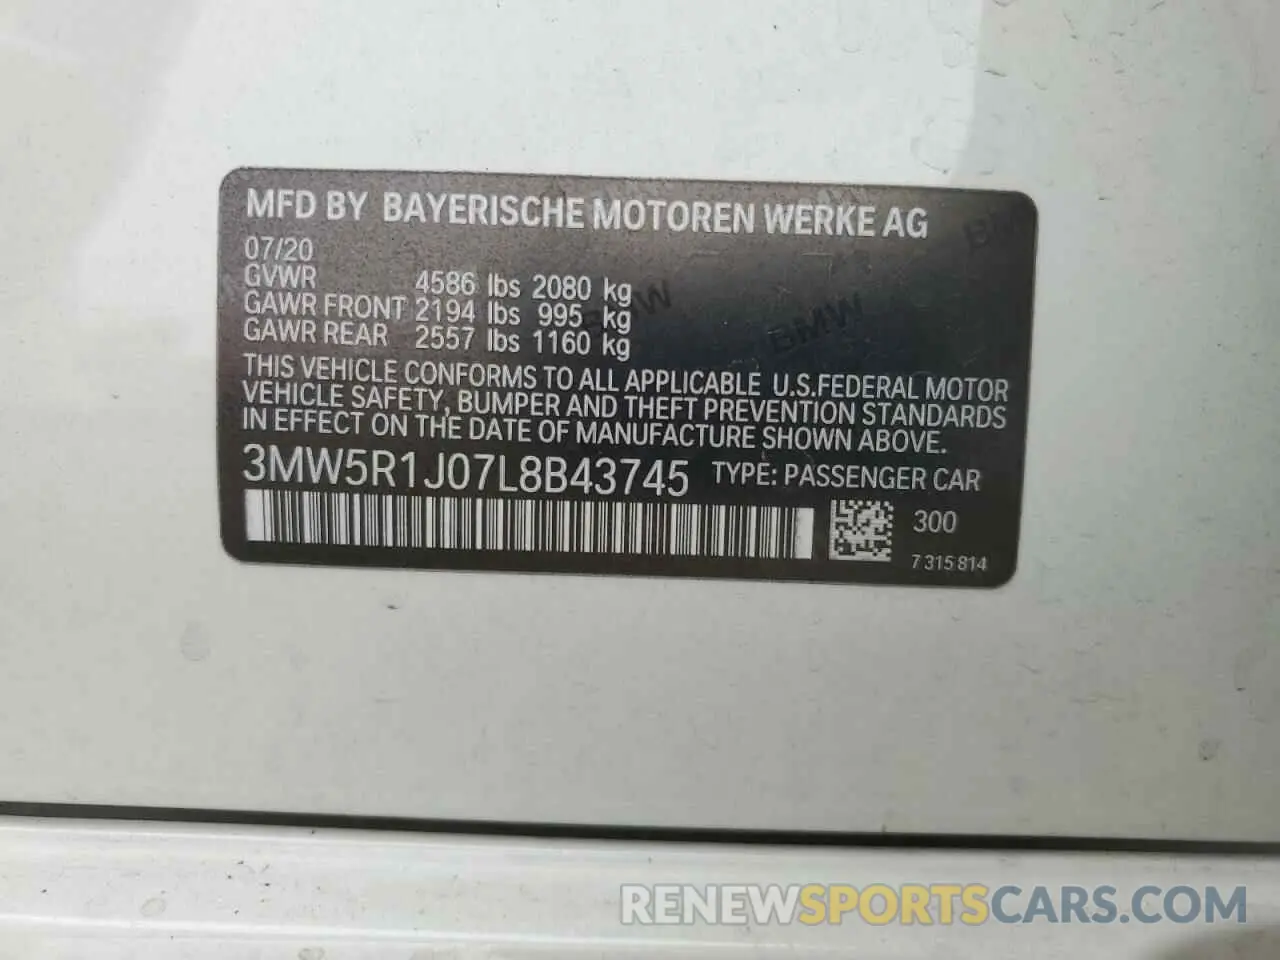 MFD BY BAYERISCHE MOTOREN WERKE AG
07/20
GVWR 4586 lbs 2080 kg
GAWR FRONT 2194 lbs 995 kg
GAWR REAR 2557 lbs 1160 kg
THIS VEHICLE CONFORMS TO ALL APPLICABLE U.S.FEDERAL MOTOR
VEHICLE SAFETY, BUMPER AND THEFT PREVENTION STANDARDS
IN EFFECT ON THE DATE OF MANUFACTURE SHOWN ABOVE.
3MW5R1J07L8B43745 TYPE: PASSENGER CAR
300
7 315 814
BMW
BMW
BMW
RENEWSPORTSCARS.COM